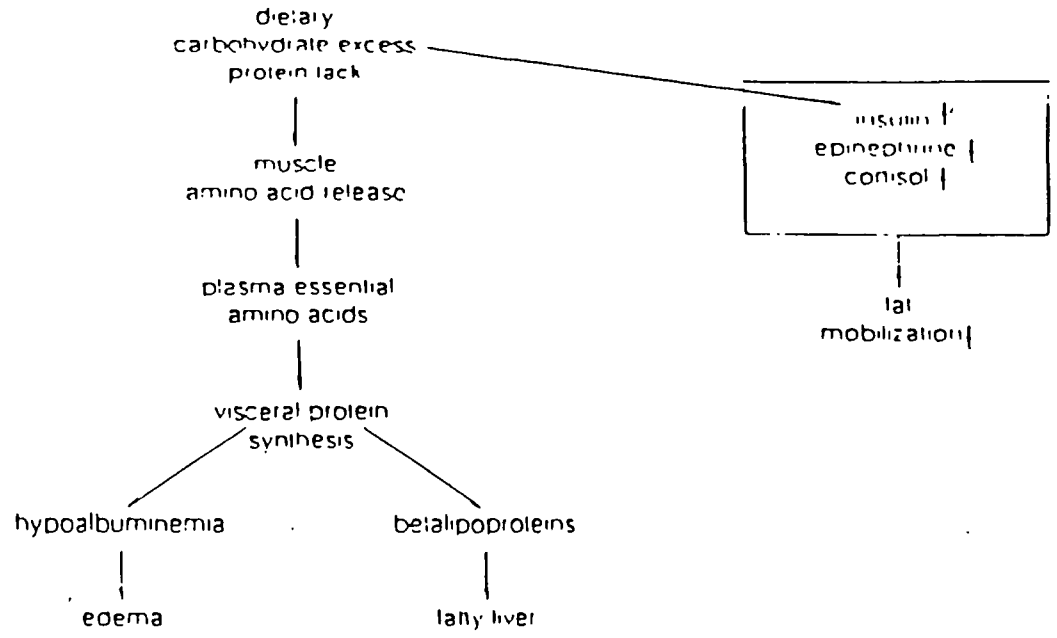 dietary
carbohydrate excess
protein lack
muscle
amino acid release
plasma essential
amino acids
visceral protein
synthesis
hypoalbuminemia
betalipoproteins
edema
fatty liver
insulin
epinephrine
cortisol
fat
mobilization